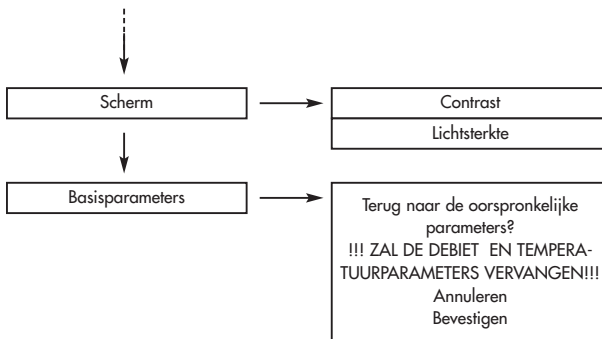 Scherm
Contrast
Lichtsterkte
Basisparameters
Terug naar de oorspronkelijke
parameters?
!!! ZAL DE DEBIET EN TEMPERA-
TUURPARAMETERS VERVANGEN!!!
Annuleren
Bevestigen